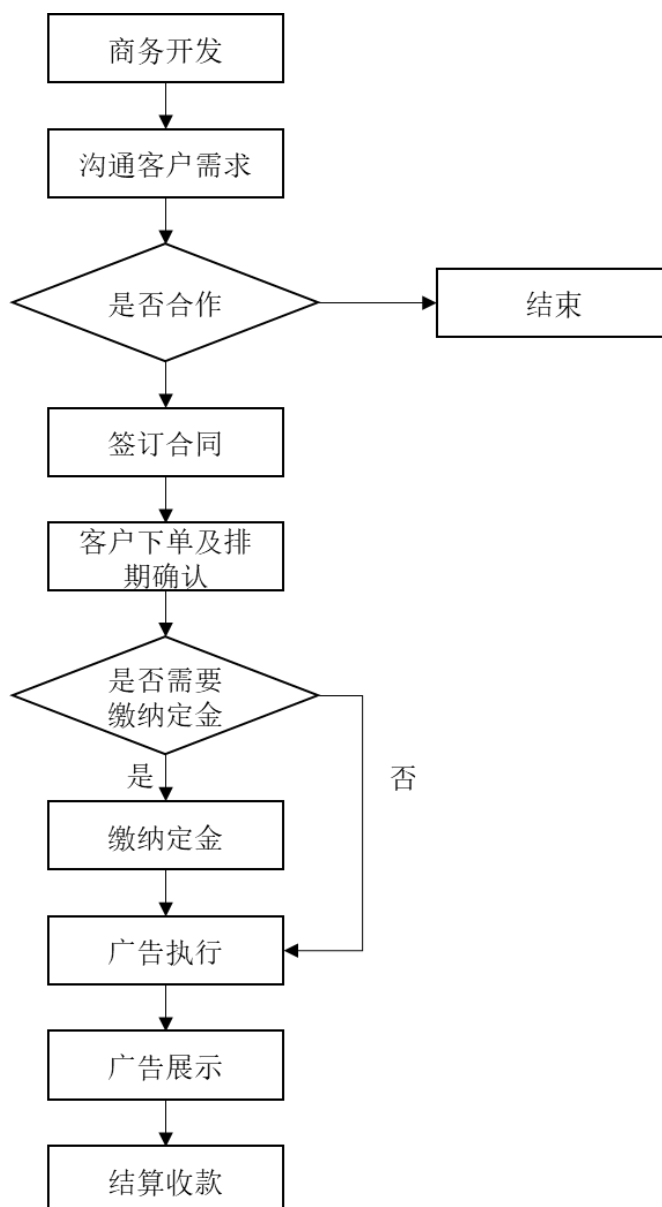 商务开发
沟通客户需求
是否合作
结束
签订合同
客户下单及排
期确认
是否需要
缴纳定金
是
否
缴纳定金
广告执行
广告展示
结算收款